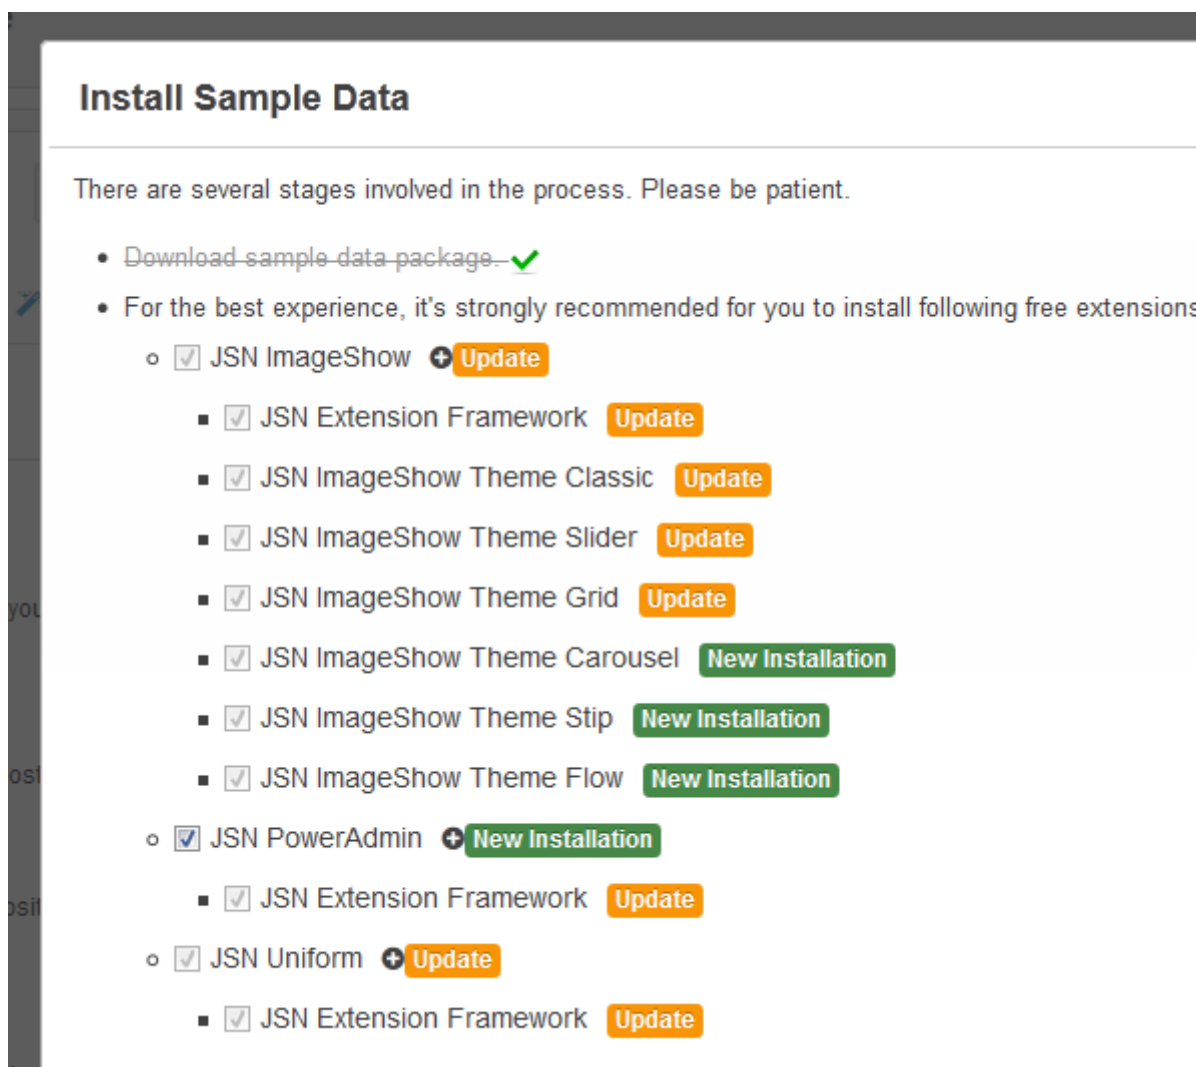 Install Sample Data
There are several stages involved in the process. Please be patient.
Download sample data package.
For the best experience, it's strongly recommended for you to install following free extensions
JSN ImageShow Update
JSN Extension Framework Update
JSN ImageShow Theme Classic Update
JSN ImageShow Theme Slider Update
JSN ImageShow Theme Grid Update
JSN ImageShow Theme Carousel New Installation
JSN ImageShow Theme Stip New Installation
JSN ImageShow Theme Flow New Installation
JSN PowerAdmin New Installation
JSN Extension Framework Update
JSN Uniform Update
JSN Extension Framework Update